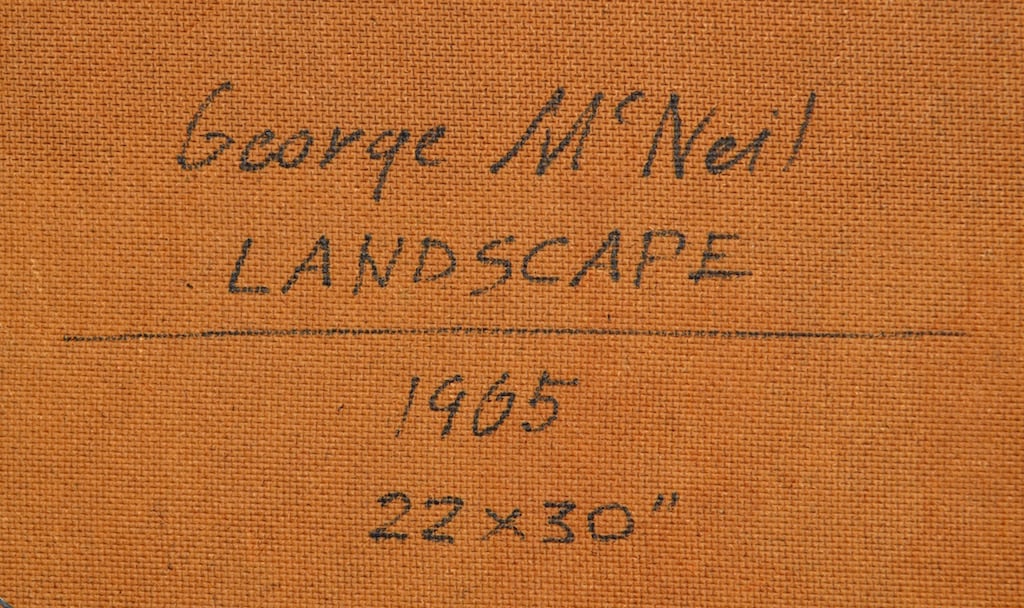 George McNeil
LANDSCAPE
1965
22x30"